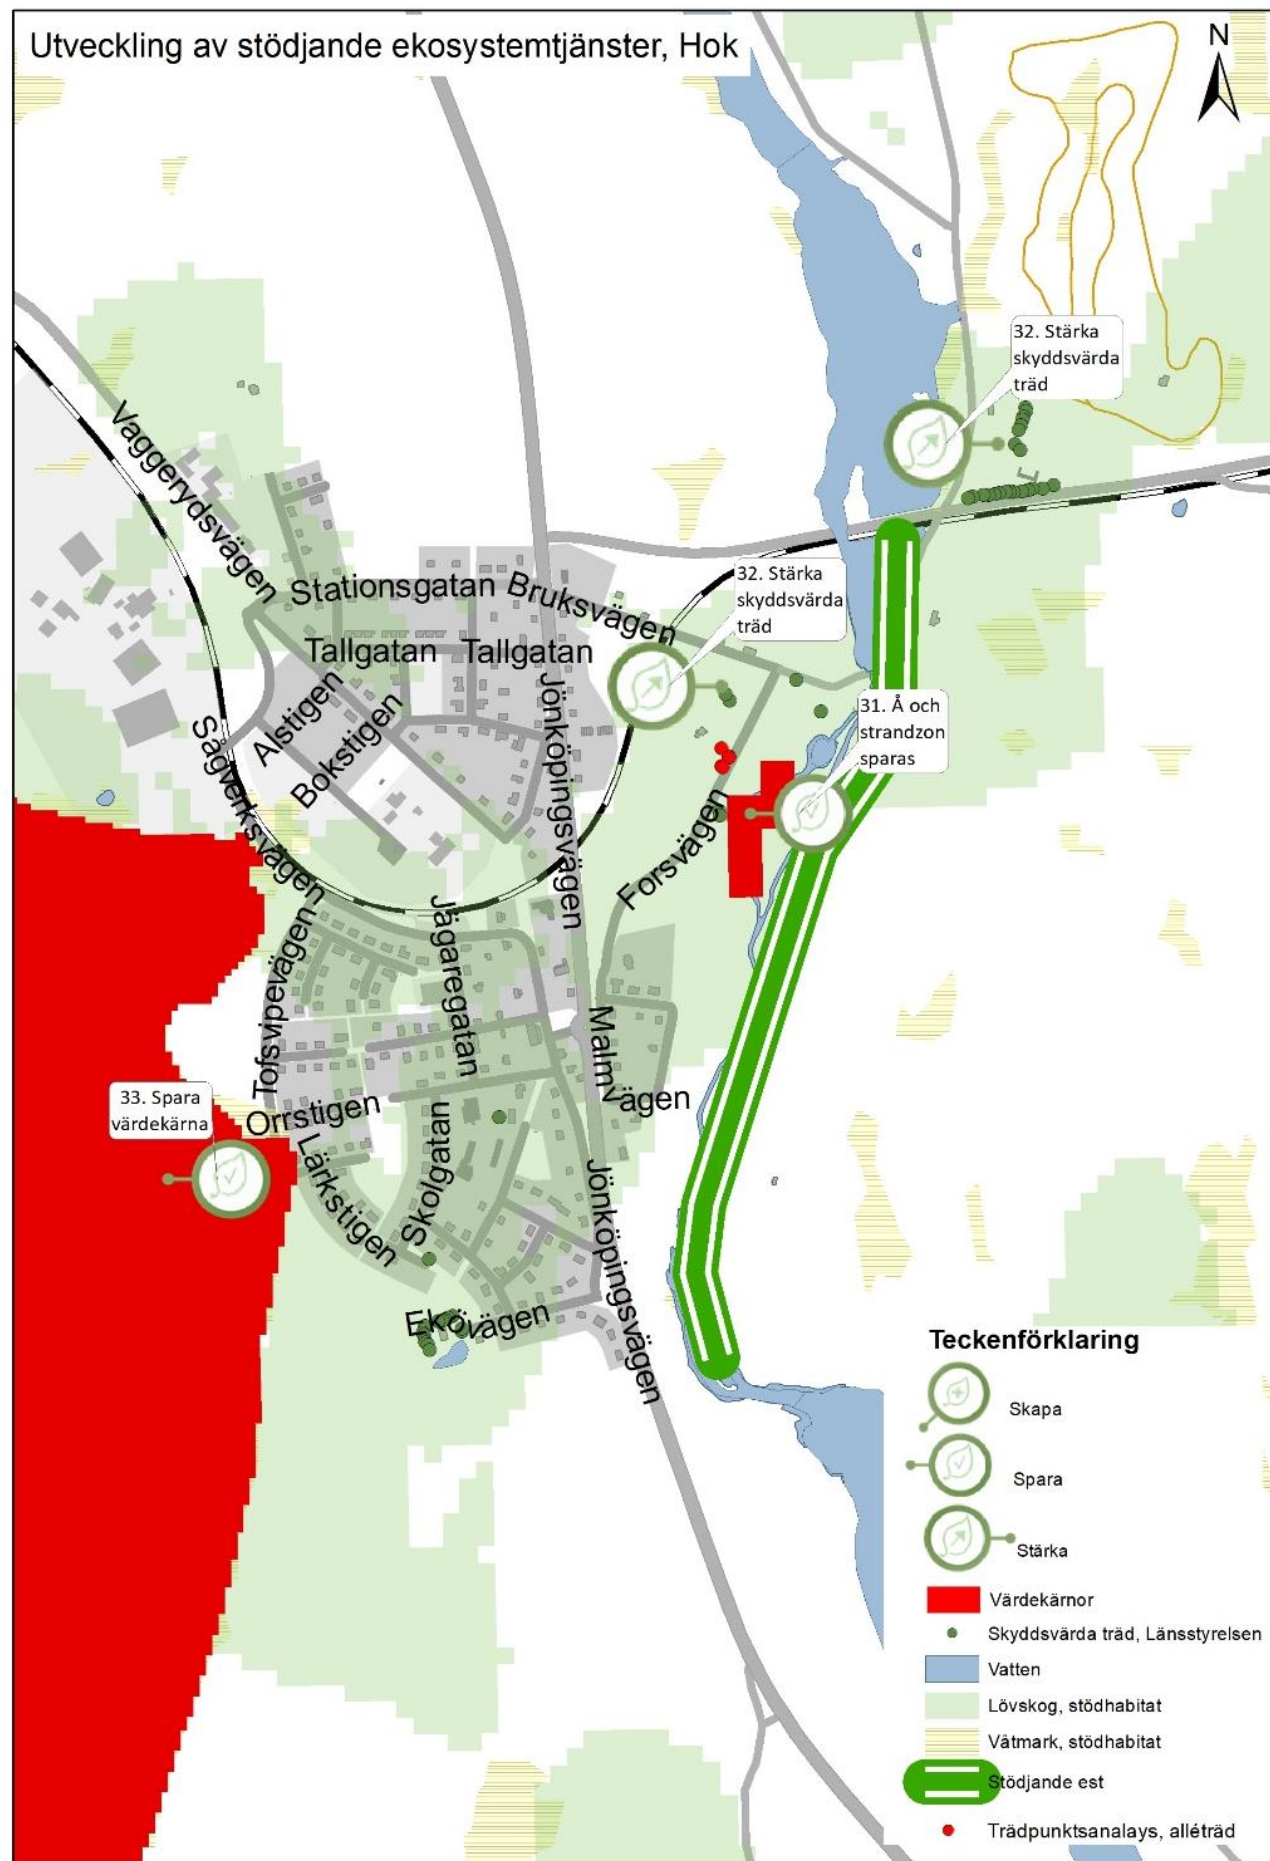 Utveckling av stödjande ekosystemtjänster, Hok
N
32. Stärka
skyddsvärda
träd
Vaggerydsvägen
Stationsgatan
Bruksvägen
32. Stärka
skyddsvärda
träd
Tallgatan
Tallgatan
Alstigen
Bokstigen
Jönköpingsvägen
31. Å och
strandzon
sparas
Sågverksvägen
Forsvägen
Jägaregatan
Tofsvipevägen
Malmvägen
33. Spara
värdekärna
Orrstigen
Lärkstigen
Skolgatan
Jönköpingsvägen
Ekövägen
Teckenförklaring
Skapa
Spara
Stärka
Värdekärnor
Skyddsvärda träd, Länsstyrelsen
Vatten
Lövskog, stödhabitat
Våtmark, stödhabitat
Stödjande est
Trädpunktsanalays, alléträd